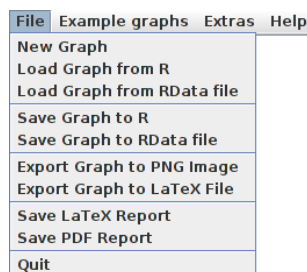 File Example graphs Extras Help
New Graph
Load Graph from R
Load Graph from RData file
Save Graph to R
Save Graph to RData file
Export Graph to PNG Image
Export Graph to LaTeX File
Save LaTeX Report
Save PDF Report
Quit